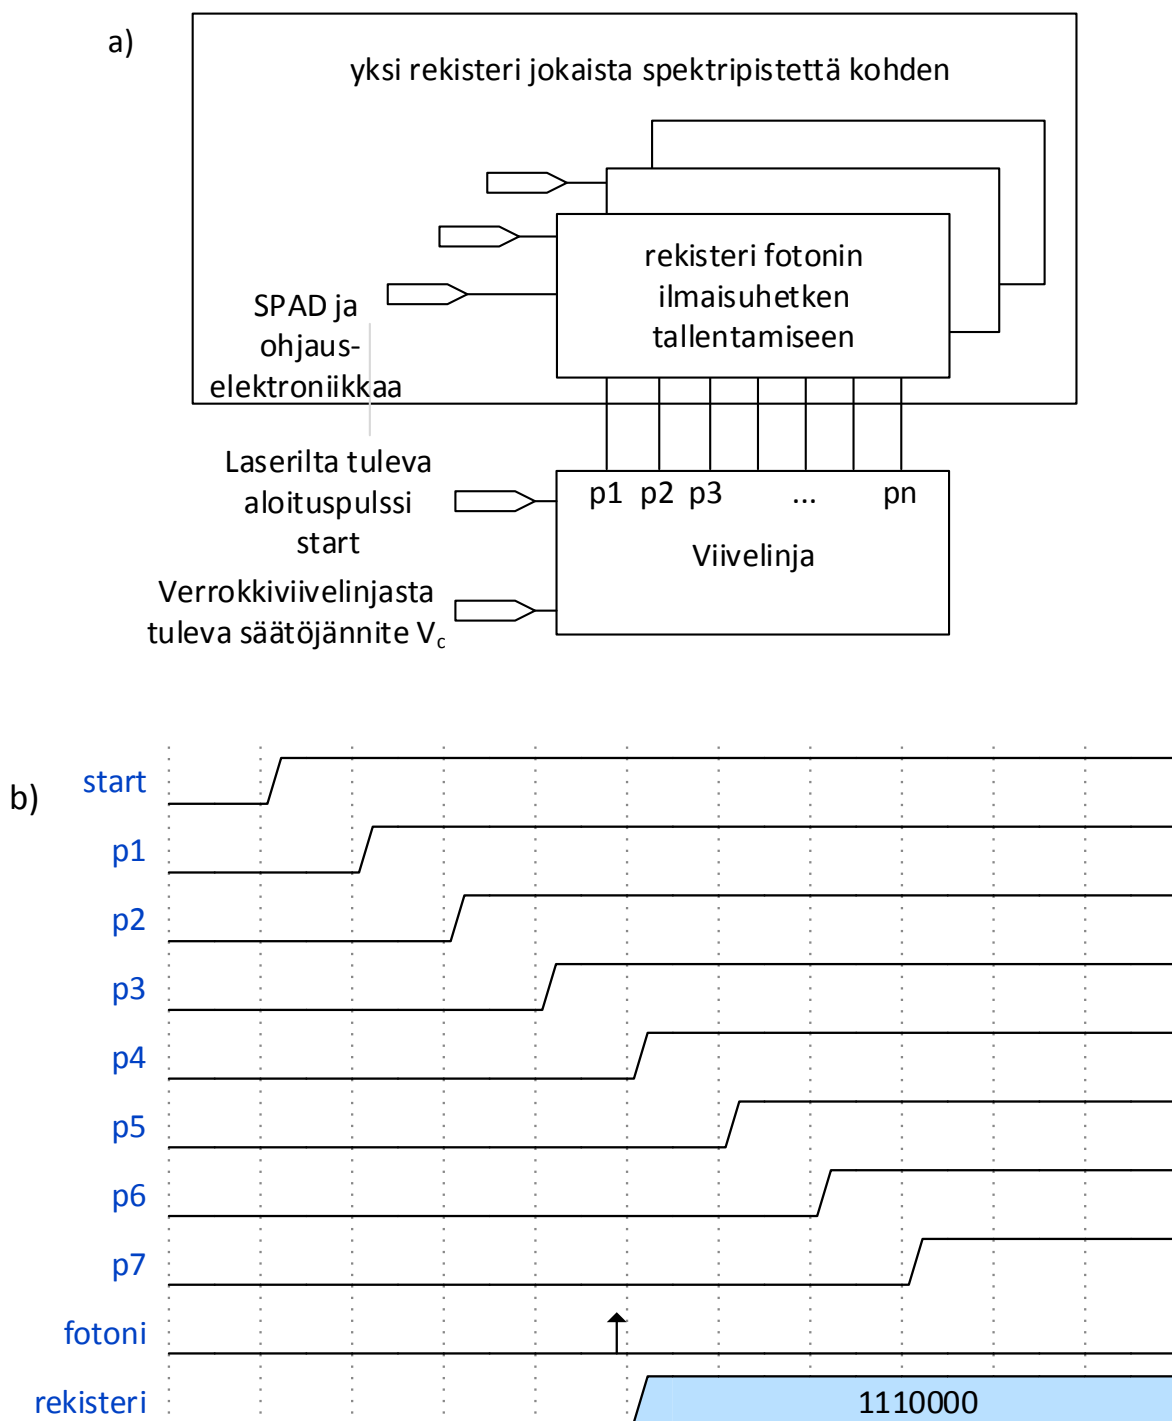 a)
yksi rekisteri jokaista spektripistettä kohden
rekisteri fotonin
ilmaisuhetken
tallentamiseen
SPAD ja
ohjaus-
elektroniikkaa
Laserilta tuleva
aloituspulssi
start
p1 p2 p3 ... pn
Viivelinja
Verrokkiviivelinjasta
tuleva säätöjännite Vc
b)
start
p1
p2
p3
p4
p5
p6
p7
fotoni
rekisteri 1110000